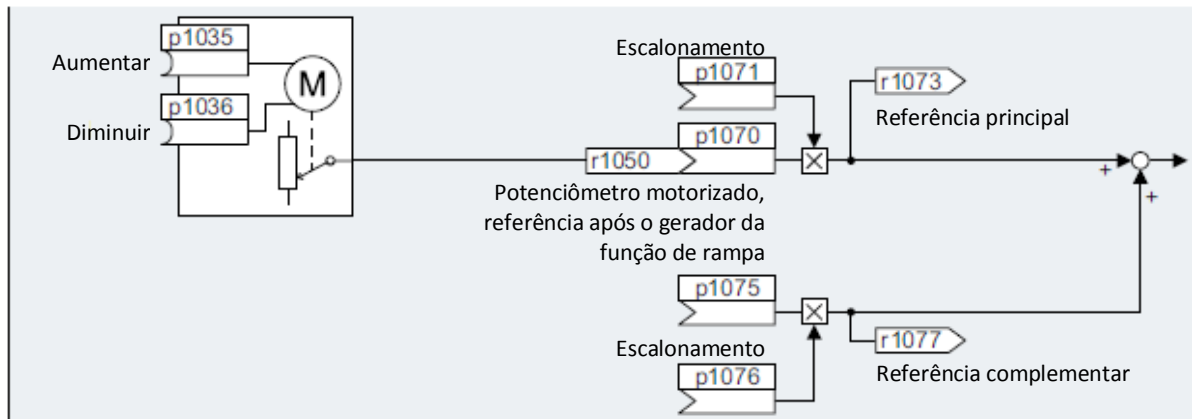 p1035
Aumentar
p1036
Diminuir
M
Escalonamento
p1071
p1070
r1050
r1073
Referência principal
+
+
Potenciômetro motorizado,
referência após o gerador da
função de rampa
p1075
Escalonamento
p1076
r1077
Referência complementar